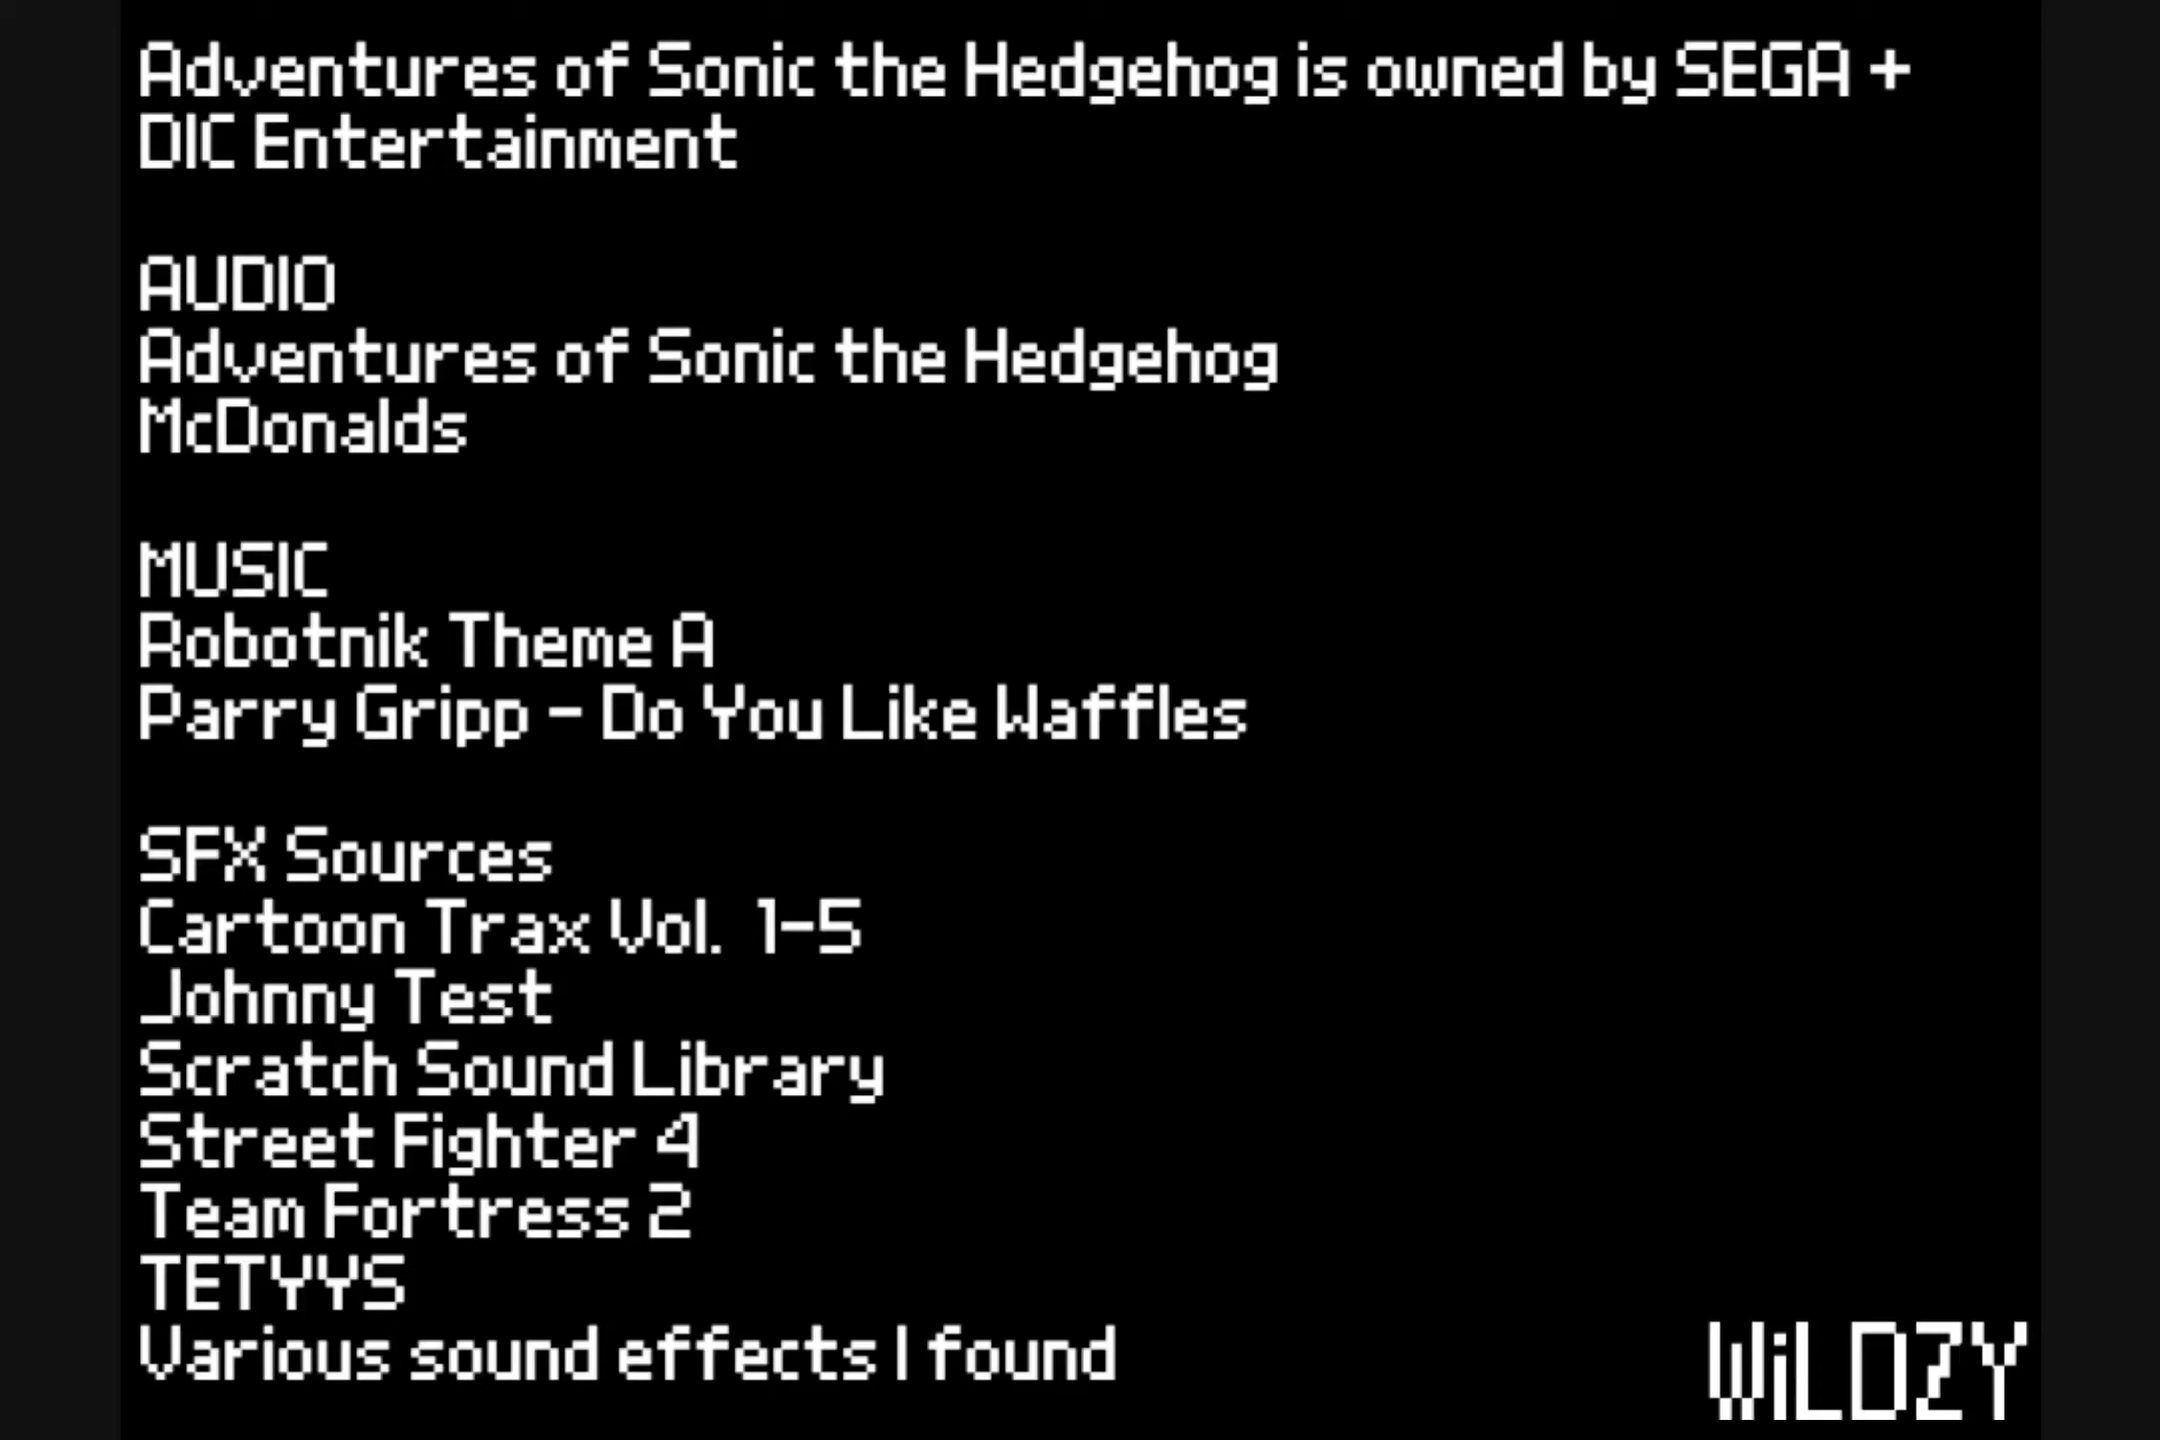 Adventures of Sonic the Hedgehog is owned by SEGA +
DIC Entertainment
AUDIO
Adventures of Sonic the Hedgehog
McDonalds
MUSIC
Robotnik Theme A
Parry Gripp - Do You Like Waffles
SFX Sources
Cartoon Trax Vol. 1-5
Johnny Test
Scratch Sound Library
Street Fighter 4
Team Fortress 2
TETYYS
Various sound effects I found
WiLDZY